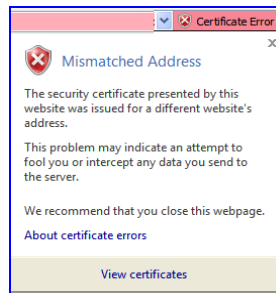 Certificate Error
Mismatched Address
The security certificate presented by this
website was issued for a different website's
address.
This problem may indicate an attempt to
fool you or intercept any data you send to
the server.
We recommend that you close this webpage.
About certificate errors
View certificates